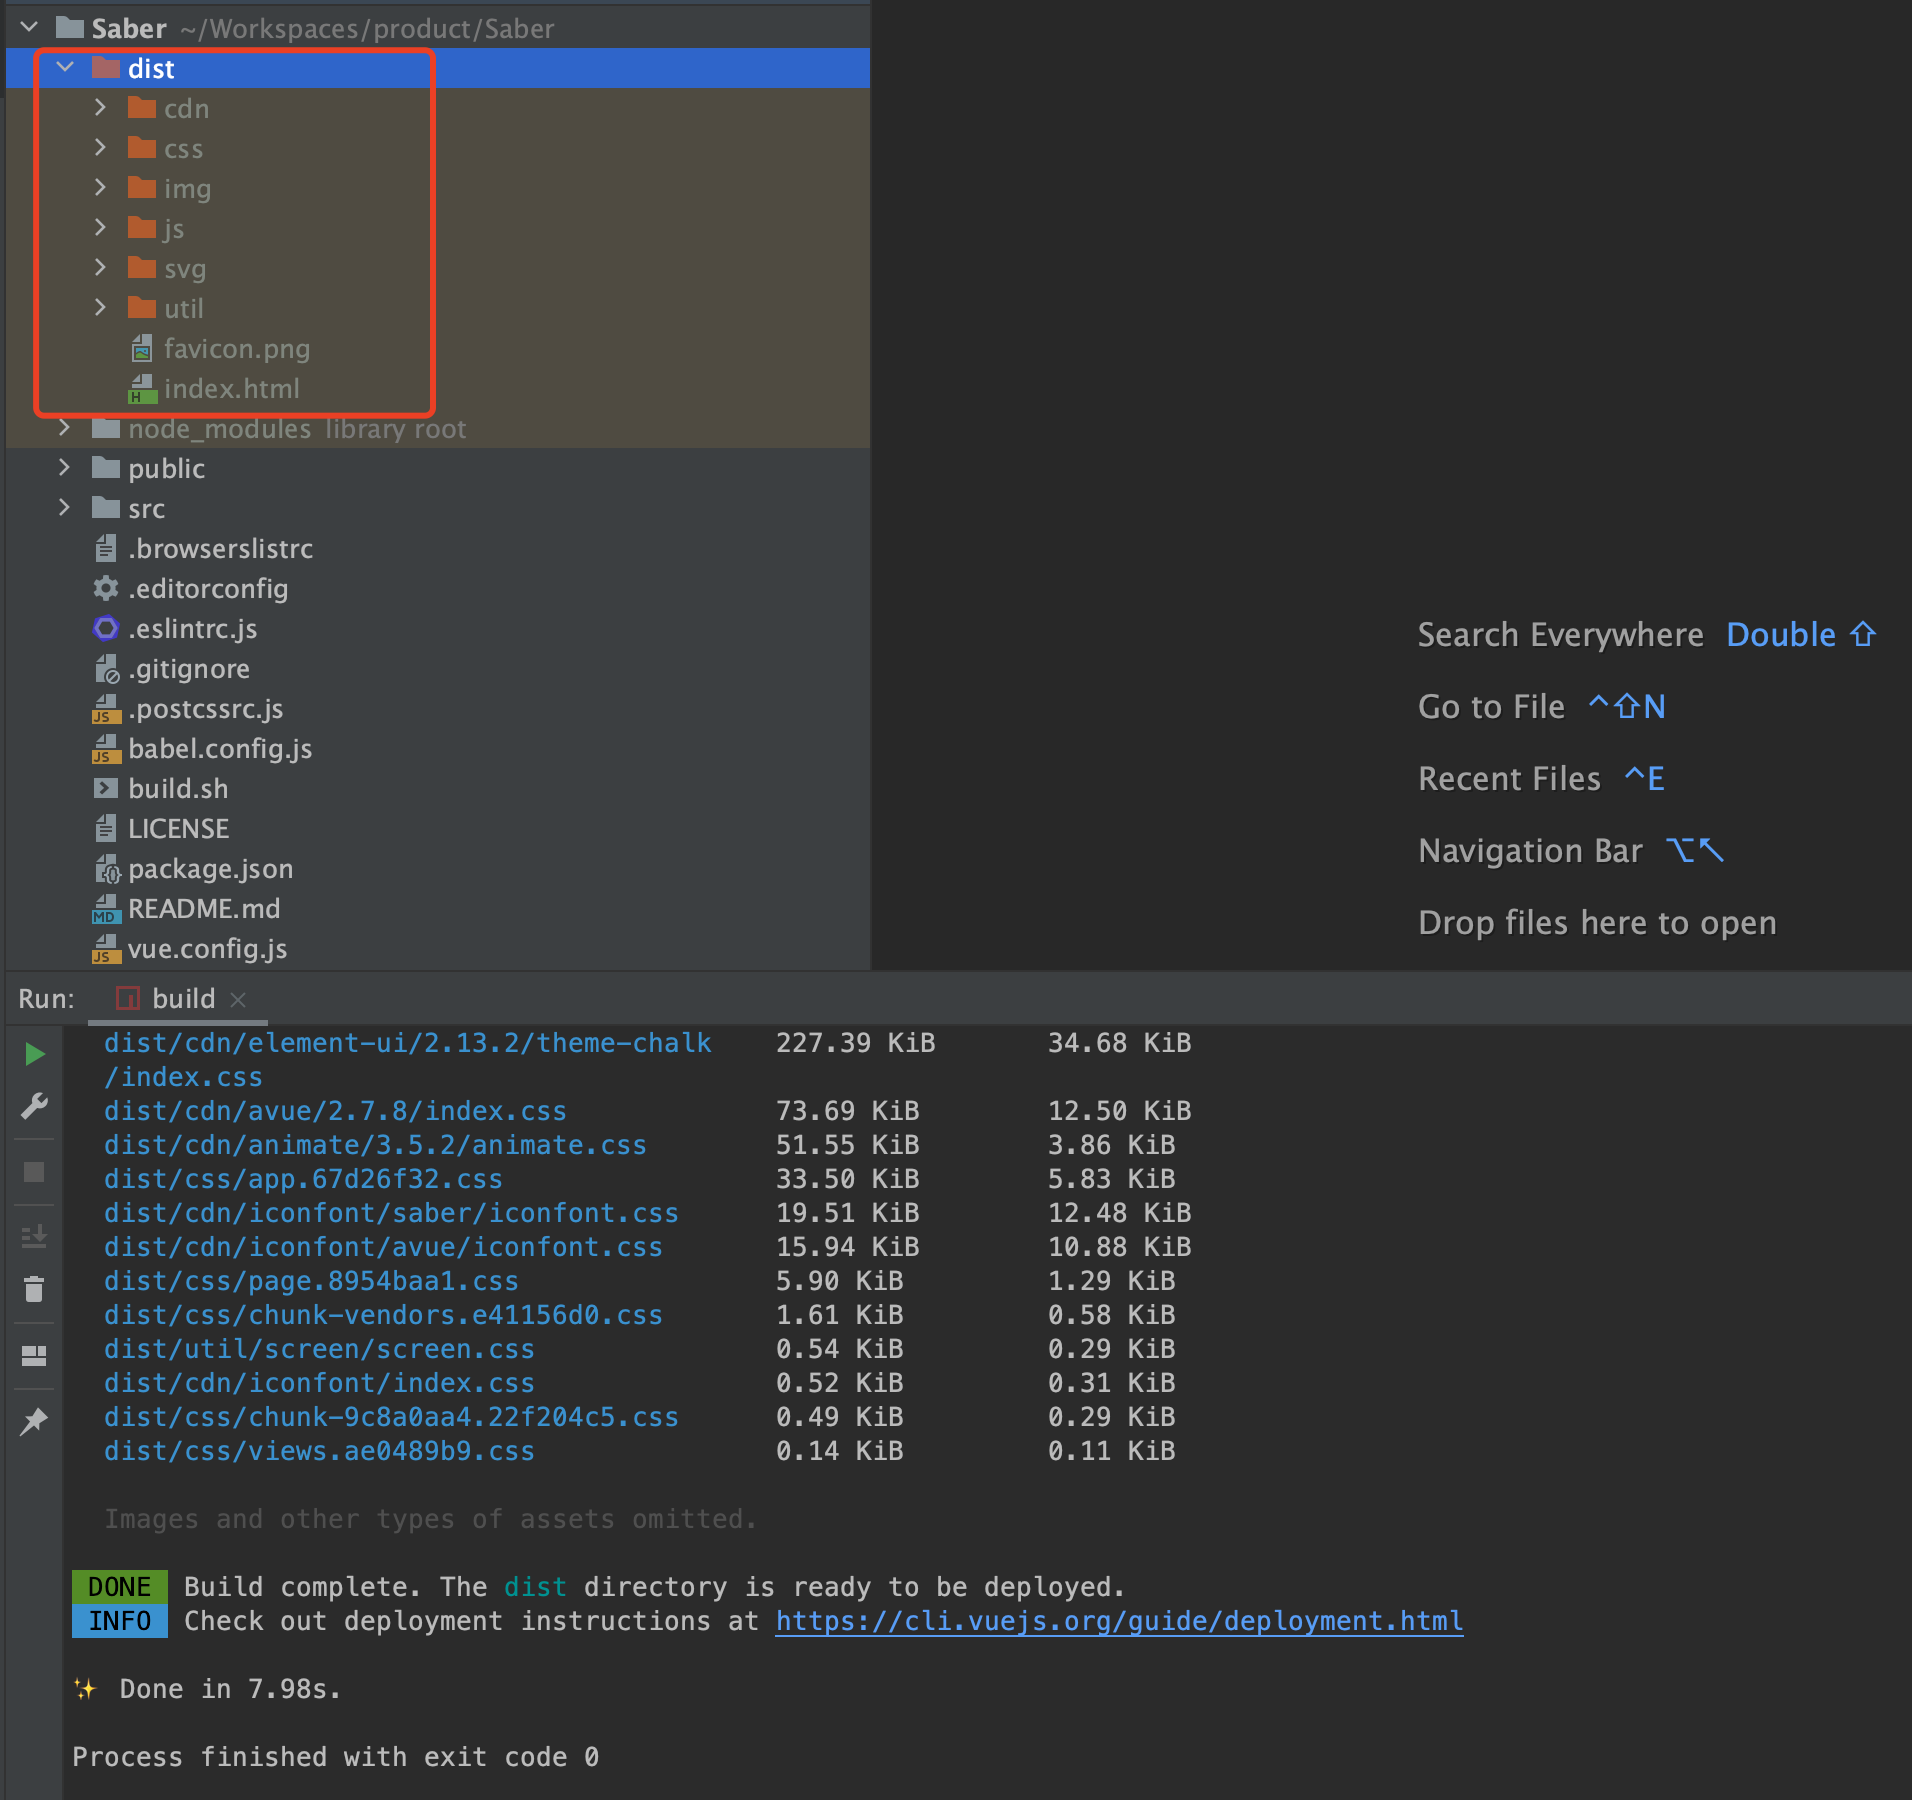 Saber ~/Workspaces/product/Saber
dist
cdn
css
img
js
svg
util
favicon.png
index.html
node_modules library root
public
src
.browserslistrc
.editorconfig
.eslintrc.js
.gitignore
.postcssrc.js
babel.config.js
build.sh
LICENSE
package.json
README.md
vue.config.js
Search Everywhere Double ⇧
Go to File ^⇧N
Recent Files ^E
Navigation Bar ⌥↖
Drop files here to open
Run: build ×
dist/cdn/element-ui/2.13.2/theme-chalk 227.39 KiB 34.68 KiB
/index.css
dist/cdn/avue/2.7.8/index.css 73.69 KiB 12.50 KiB
dist/cdn/animate/3.5.2/animate.css 51.55 KiB 3.86 KiB
dist/css/app.67d26f32.css 33.50 KiB 5.83 KiB
dist/cdn/iconfont/saber/iconfont.css 19.51 KiB 12.48 KiB
dist/cdn/iconfont/avue/iconfont.css 15.94 KiB 10.88 KiB
dist/css/page.8954baa1.css 5.90 KiB 1.29 KiB
dist/css/chunk-vendors.e41156d0.css 1.61 KiB 0.58 KiB
dist/util/screen/screen.css 0.54 KiB 0.29 KiB
dist/cdn/iconfont/index.css 0.52 KiB 0.31 KiB
dist/css/chunk-9c8a0aa4.22f204c5.css 0.49 KiB 0.29 KiB
dist/css/views.ae0489b9.css 0.14 KiB 0.11 KiB
Images and other types of assets omitted.
DONE Build complete. The dist directory is ready to be deployed.
INFO Check out deployment instructions at https://cli.vuejs.org/guide/deployment.html
✨ Done in 7.98s.
Process finished with exit code 0